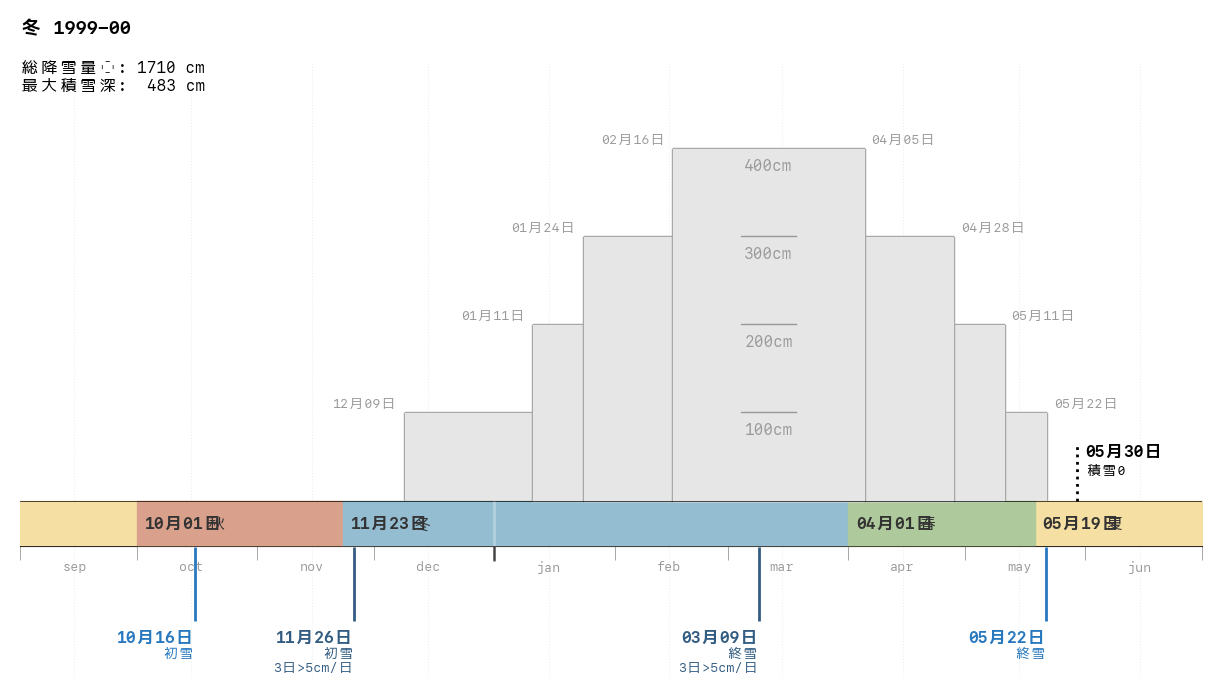 冬 1999-00
総降雪量: 1710 cm
最大積雪深: 483 cm
02月16日
04月05日
400cm
01月24日
04月28日
300cm
01月11日
05月11日
200cm
12月09日
05月22日
100cm
05月30日
積雪0
10月01日 秋
11月23日 冬
04月01日 春
05月19日 夏
sep oct nov dec jan feb mar apr may jun
10月16日
初雪
11月26日
初雪
3日>5cm/日
03月09日
終雪
3日>5cm/日
05月22日
終雪